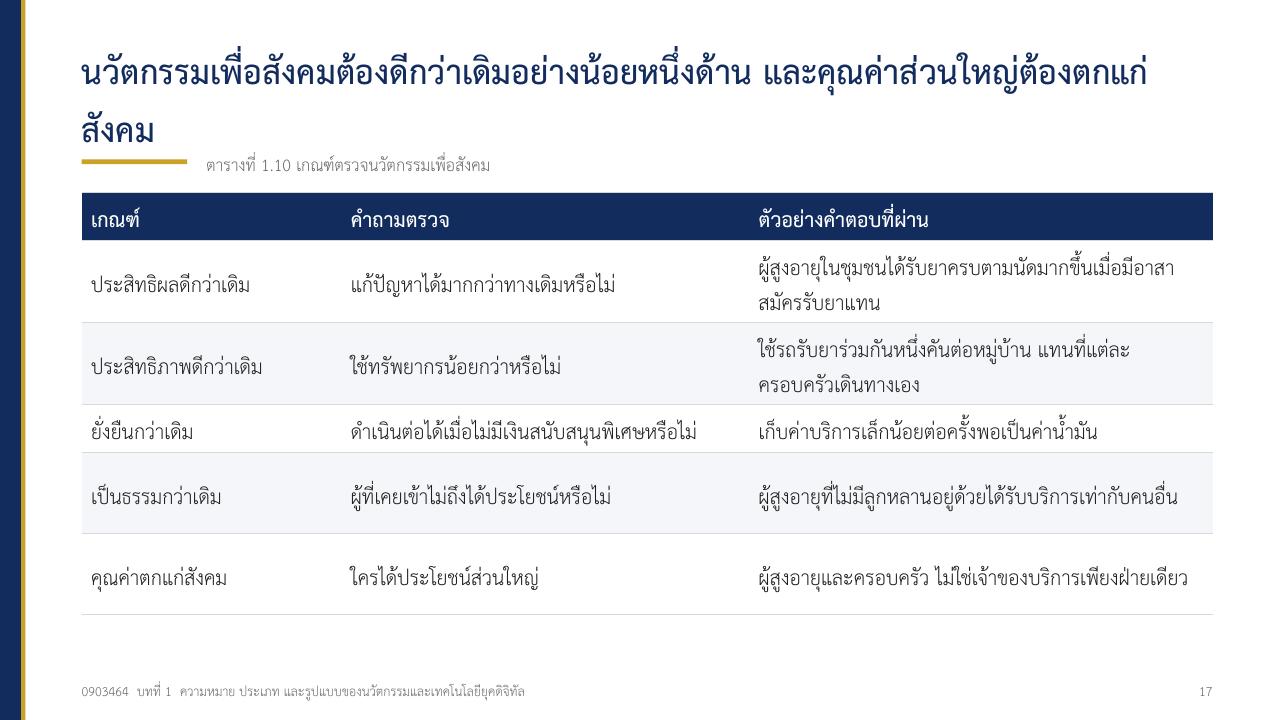 นวัตกรรมเพื่อสังคมต้องดีกว่าเดิมอย่างน้อยหนึ่งด้าน และคุณค่าส่วนใหญ่ต้องตกแก่
สังคม
ตารางที่ 1.10 เกณฑ์ตรวจนวัตกรรมเพื่อสังคม
เกณฑ์ คำถามตรวจ ตัวอย่างคำตอบที่ผ่าน
ประสิทธิผลดีกว่าเดิม แก้ปัญหาได้มากกว่าทางเดิมหรือไม่ ผู้สูงอายุในชุมชนได้รับยาครบตามนัดมากขึ้นเมื่อมีอาสา
สมัครรับยาแทน
ประสิทธิภาพดีกว่าเดิม ใช้ทรัพยากรน้อยกว่าหรือไม่ ใช้รถรับยาร่วมกันหนึ่งคันต่อหมู่บ้าน แทนที่แต่ละ
ครอบครัวเดินทางเอง
ยั่งยืนกว่าเดิม ดำเนินต่อได้เมื่อไม่มีเงินสนับสนุนพิเศษหรือไม่ เก็บค่าบริการเล็กน้อยต่อครั้งพอเป็นค่าน้ำมัน
เป็นธรรมกว่าเดิม ผู้ที่เคยเข้าไม่ถึงได้ประโยชน์หรือไม่ ผู้สูงอายุที่ไม่มีลูกหลานอยู่ด้วยได้รับบริการเท่ากับคนอื่น
คุณค่าตกแก่สังคม ใครได้ประโยชน์ส่วนใหญ่ ผู้สูงอายุและครอบครัว ไม่ใช่เจ้าของบริการเพียงฝ่ายเดียว
0903464 บทที่ 1 ความหมาย ประเภท และรูปแบบของนวัตกรรมและเทคโนโลยียุคดิจิทัล 17